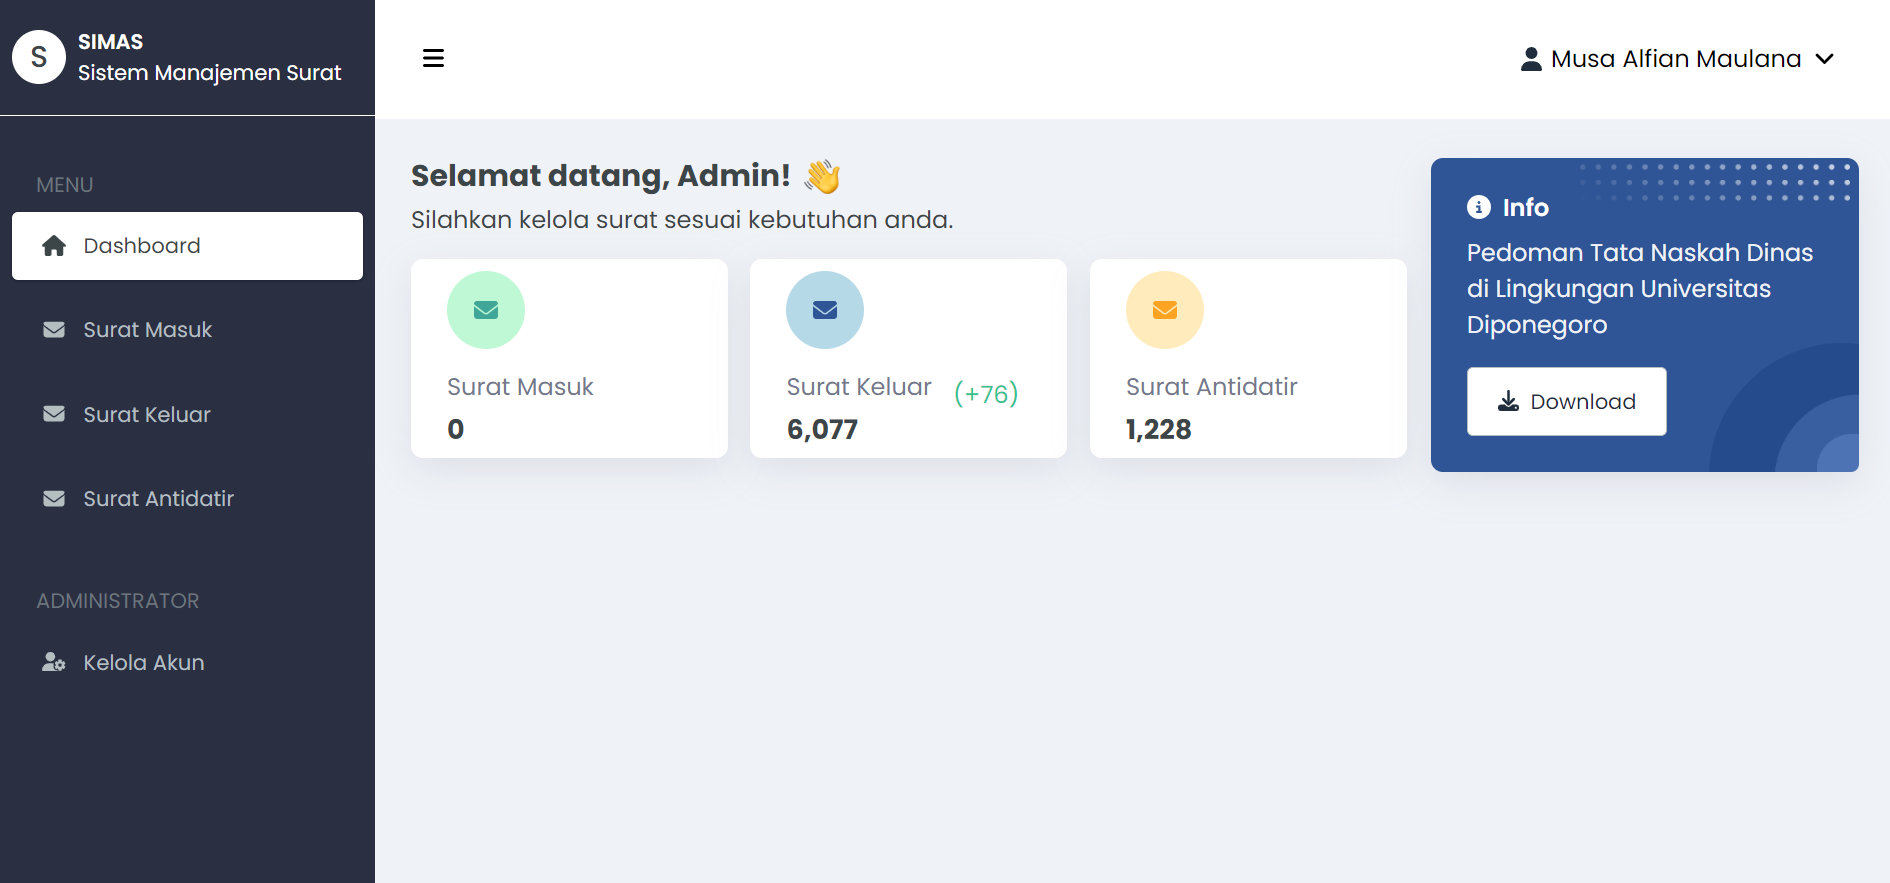 S
SIMAS
Sistem Manajemen Surat
MENU
Dashboard
Surat Masuk
Surat Keluar
Surat Antidatir
ADMINISTRATOR
Kelola Akun
Musa Alfian Maulana
Selamat datang, Admin! 👋
Silahkan kelola surat sesuai kebutuhan anda.
Surat Masuk
0
Surat Keluar (+76)
6,077
Surat Antidatir
1,228
Info
Pedoman Tata Naskah Dinas
di Lingkungan Universitas
Diponegoro
Download